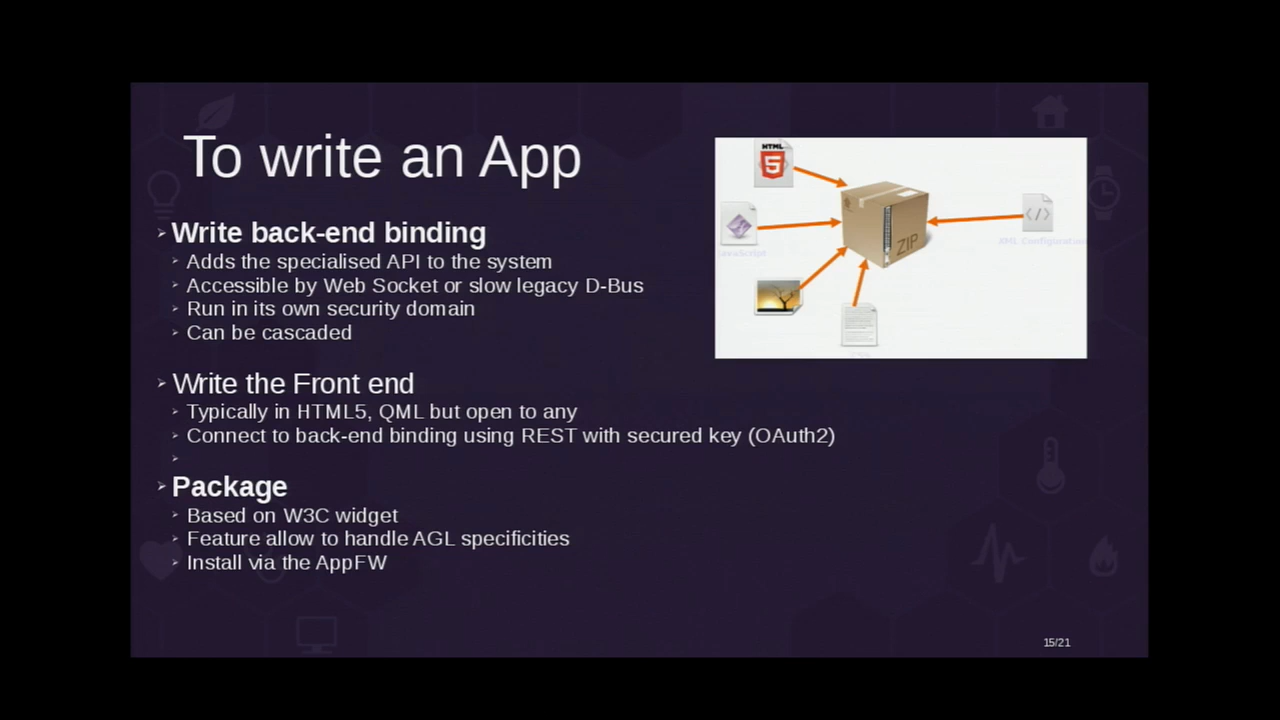 To write an App
Write back-end binding
Adds the specialised API to the system
Accessible by Web Socket or slow legacy D-Bus
Run in its own security domain
Can be cascaded
Write the Front end
Typically in HTML5, QML but open to any
Connect to back-end binding using REST with secured key (OAuth2)
Package
Based on W3C widget
Feature allow to handle AGL specificities
Install via the AppFW
HTML
5
JavaScript
ZIP
</>
XML Configuration
15/21